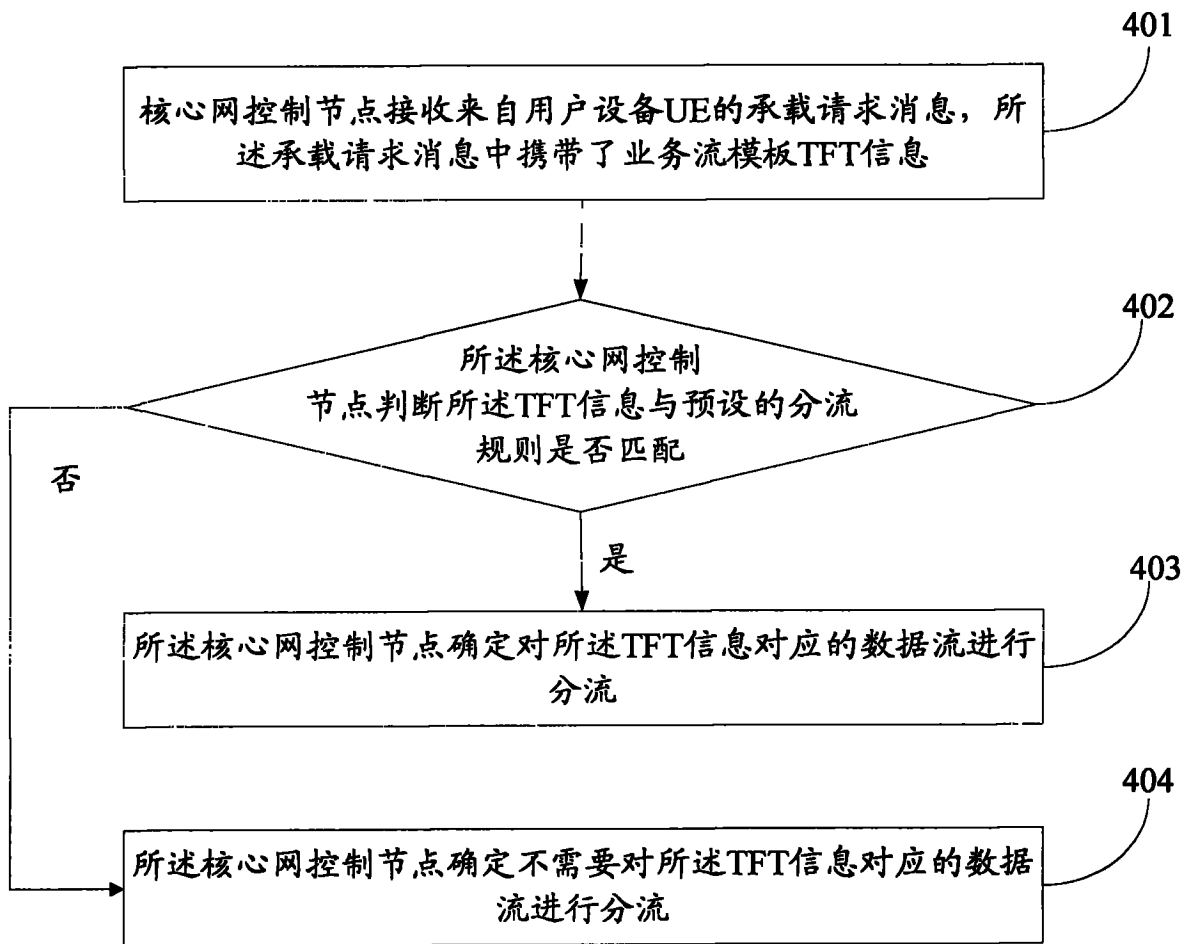 401
核心网控制节点接收来自用户设备UE的承载请求消息，所
述承载请求消息中携带了业务流模板TFT信息
402
所述核心网控制
节点判断所述TFT信息与预设的分流
规则是否匹配
否
是
403
所述核心网控制节点确定对所述TFT信息对应的数据流进行
分流
404
所述核心网控制节点确定不需要对所述TFT信息对应的数据
流进行分流